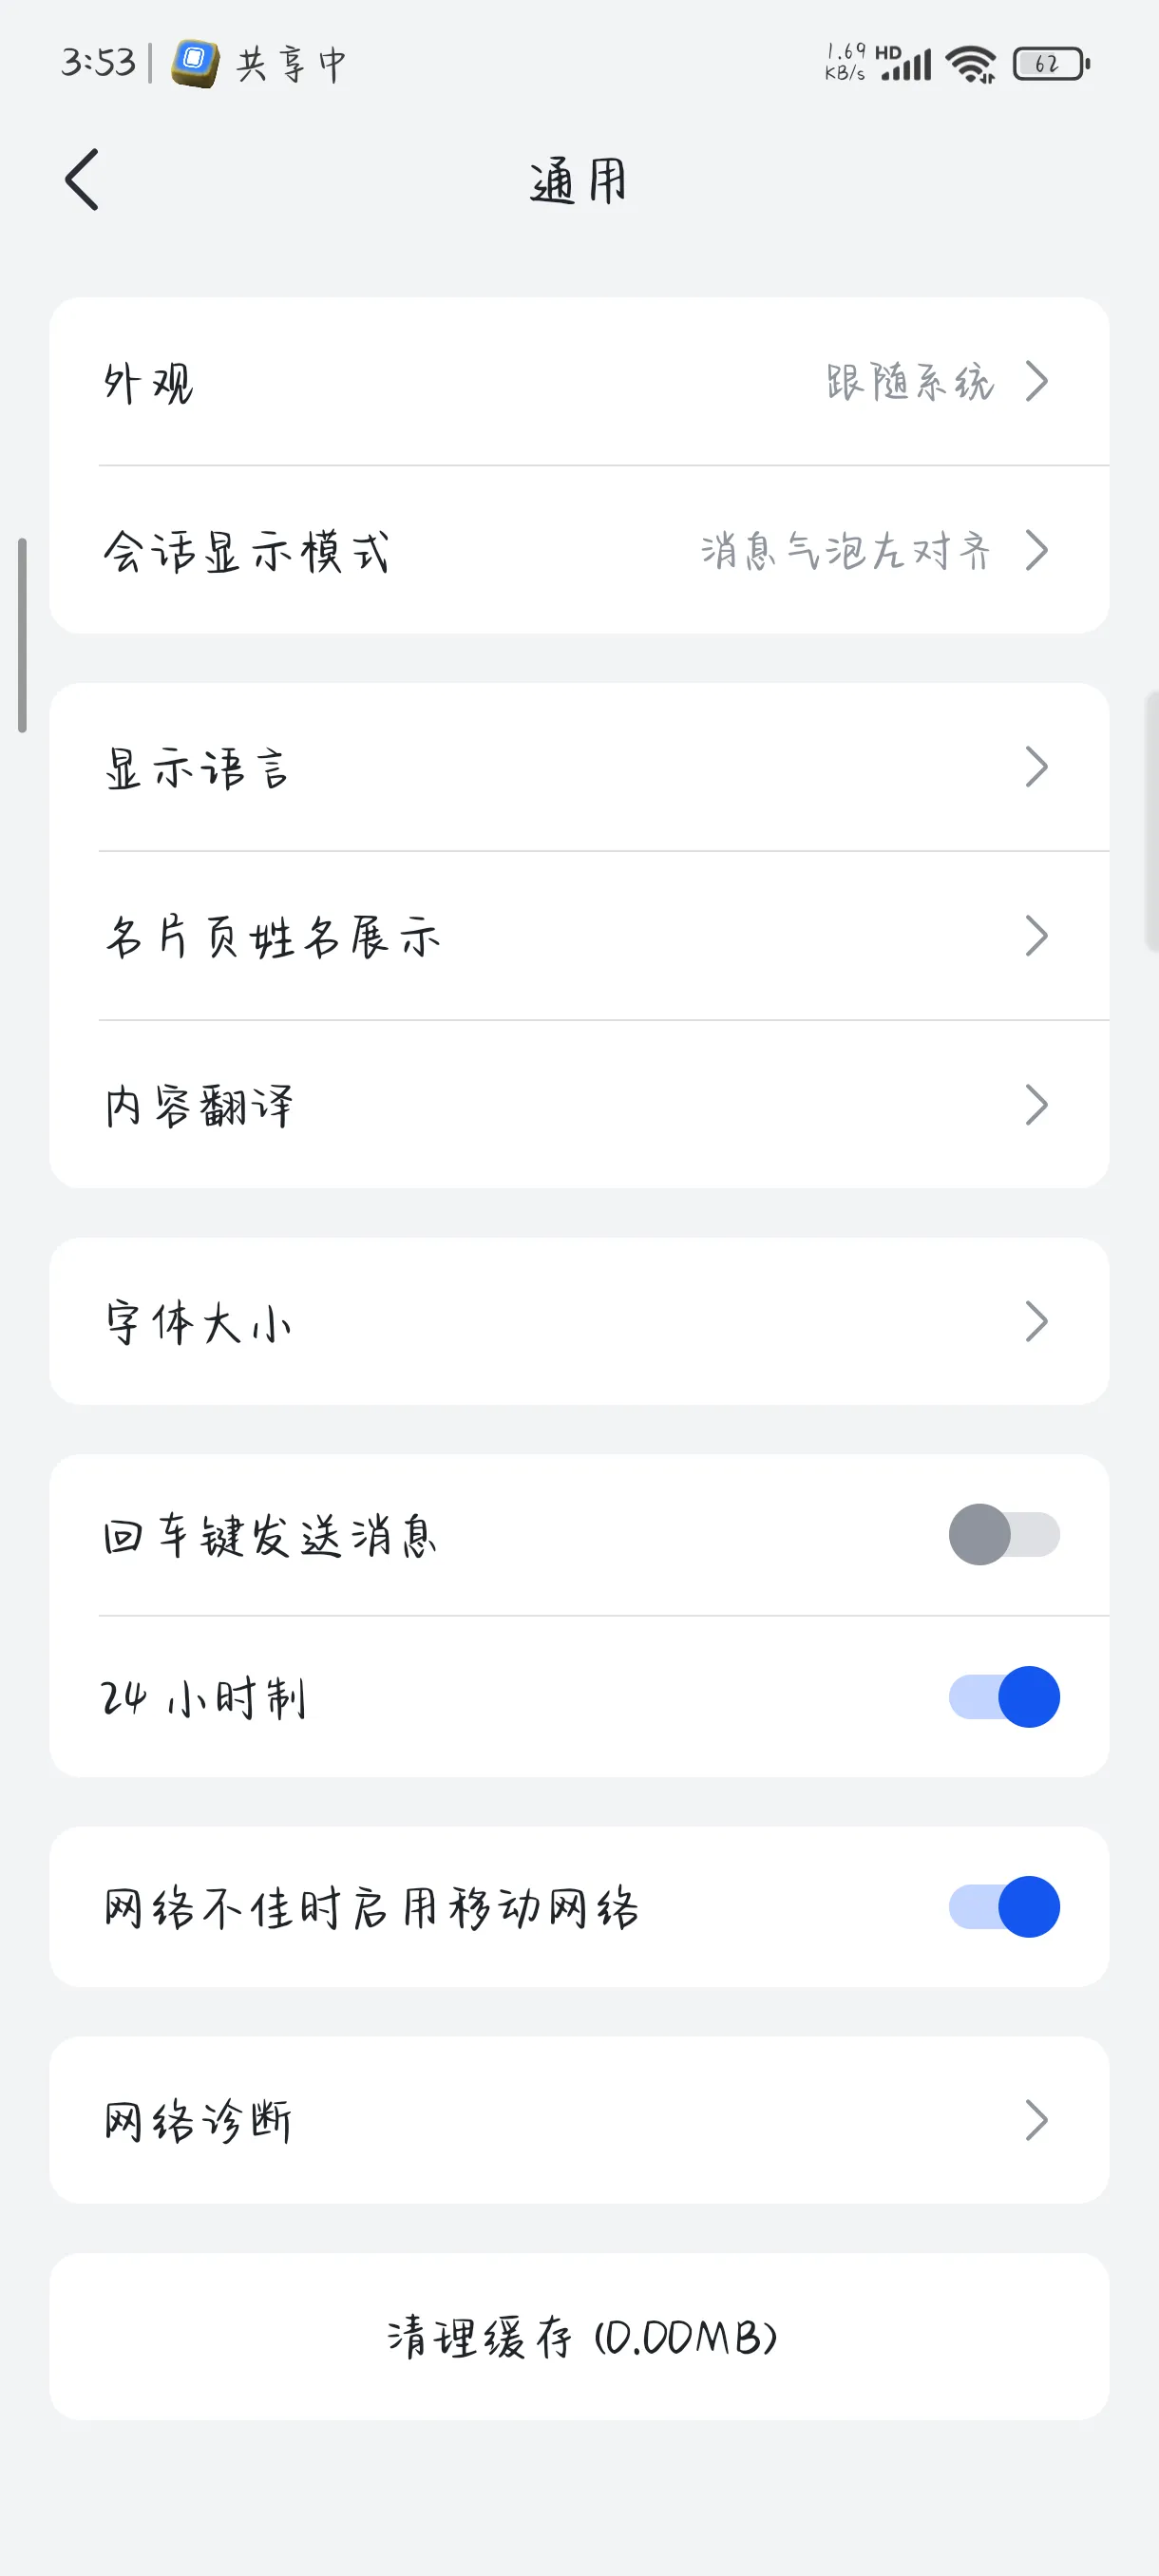 3:53 共享中 1.69 KB/s HD 62
通用
外观 跟随系统
会话显示模式 消息气泡左对齐
显示语言
名片页姓名展示
内容翻译
字体大小
回车键发送消息
24 小时制
网络不佳时启用移动网络
网络诊断
清理缓存 (0.00MB)